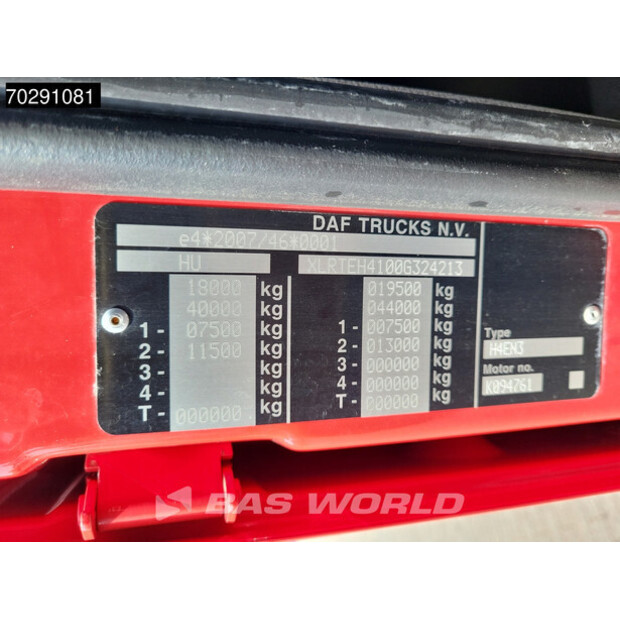 70291081
DAF TRUCKS N.V.
e4*2007/46*0001
HU XLRTEH4100G324213
18000 kg 019500 kg
40000 kg 044000 kg
1 - 07500 kg 1 - 007500 kg
2 - 11500 kg 2 - 013000 kg
3 - kg 3 - 000000 kg
4 - kg 4 - 000000 kg
T - 000000 kg T - 000000 kg
Type
H4EN3
Motor no.
K094761
BAS WORLD